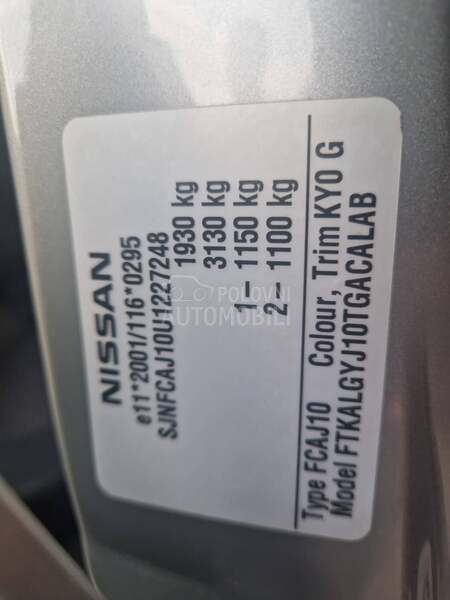 NISSAN
e11*2001/116*0295
SJNFCAJ10U1227248
1930 kg
3130 kg
1– 1150 kg
2– 1100 kg
Type FCAJ10 Colour, Trim KY0 G
Model FTKALGYJ10TGACALAB
POLOVNI
AUTOMOBILI